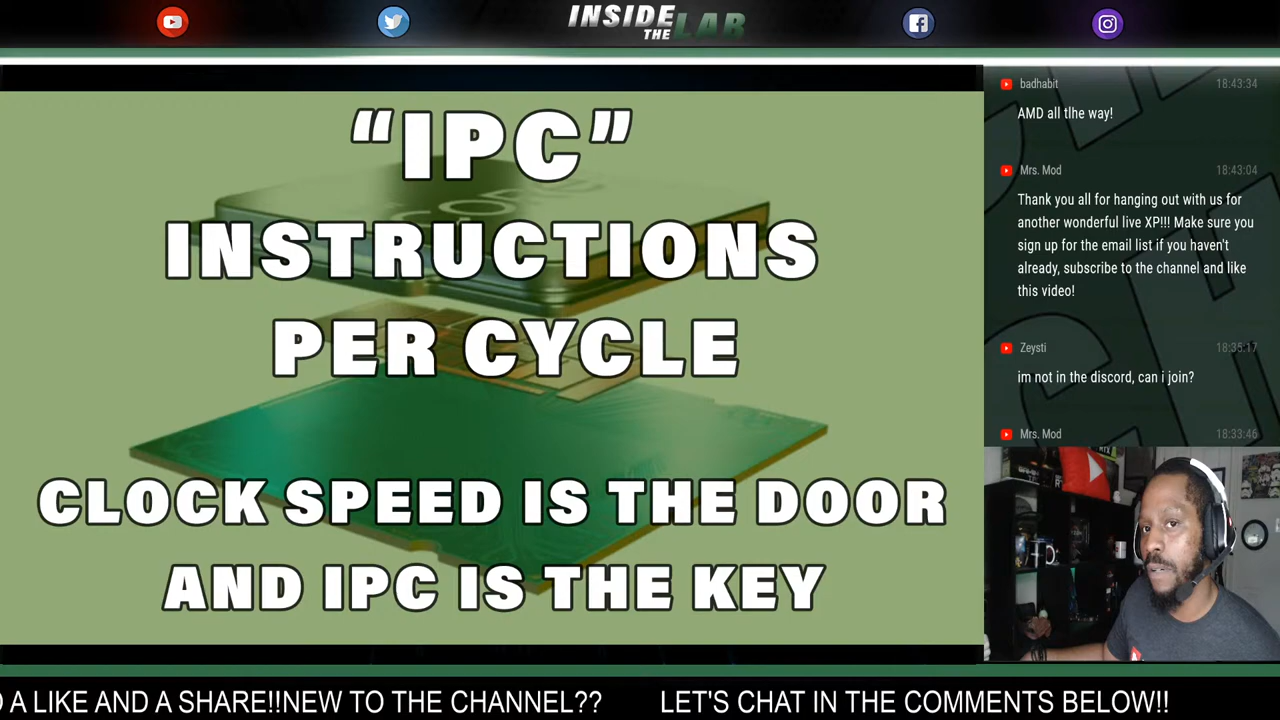 INSIDE
THE LAB
“IPC”
INSTRUCTIONS
PER CYCLE
CLOCK SPEED IS THE DOOR
AND IPC IS THE KEY
badhabit 18:43:34
AMD all tlhe way!
Mrs. Mod 18:43:04
Thank you all for hanging out with us for
another wonderful live XP!!! Make sure you
sign up for the email list if you haven't
already, subscribe to the channel and like
this video!
Zeysti 18:35:17
im not in the discord, can i join?
Mrs. Mod 18:33:46
A LIKE AND A SHARE!!NEW TO THE CHANNEL?? LET'S CHAT IN THE COMMENTS BELOW!!